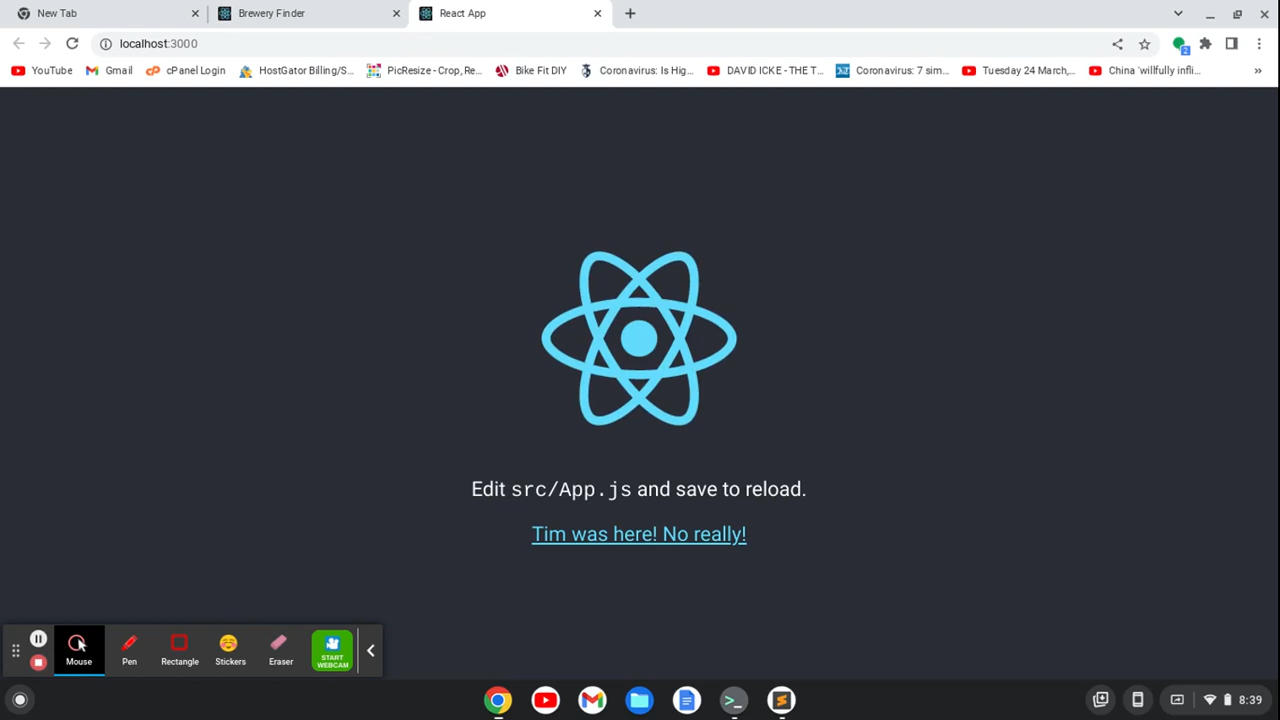 New Tab
Brewery Finder
React App
localhost:3000
2
YouTube
Gmail
cPanel Login
HostGator Billing/S...
PicResize - Crop, Re...
Bike Fit DIY
Coronavirus: Is Hig...
DAVID ICKE - THE T...
Coronavirus: 7 sim...
Tuesday 24 March,...
China 'willfully infli...
Edit src/App.js and save to reload.
Tim was here! No really!
Mouse
Pen
Rectangle
Stickers
Eraser
START
WEBCAM
8:39